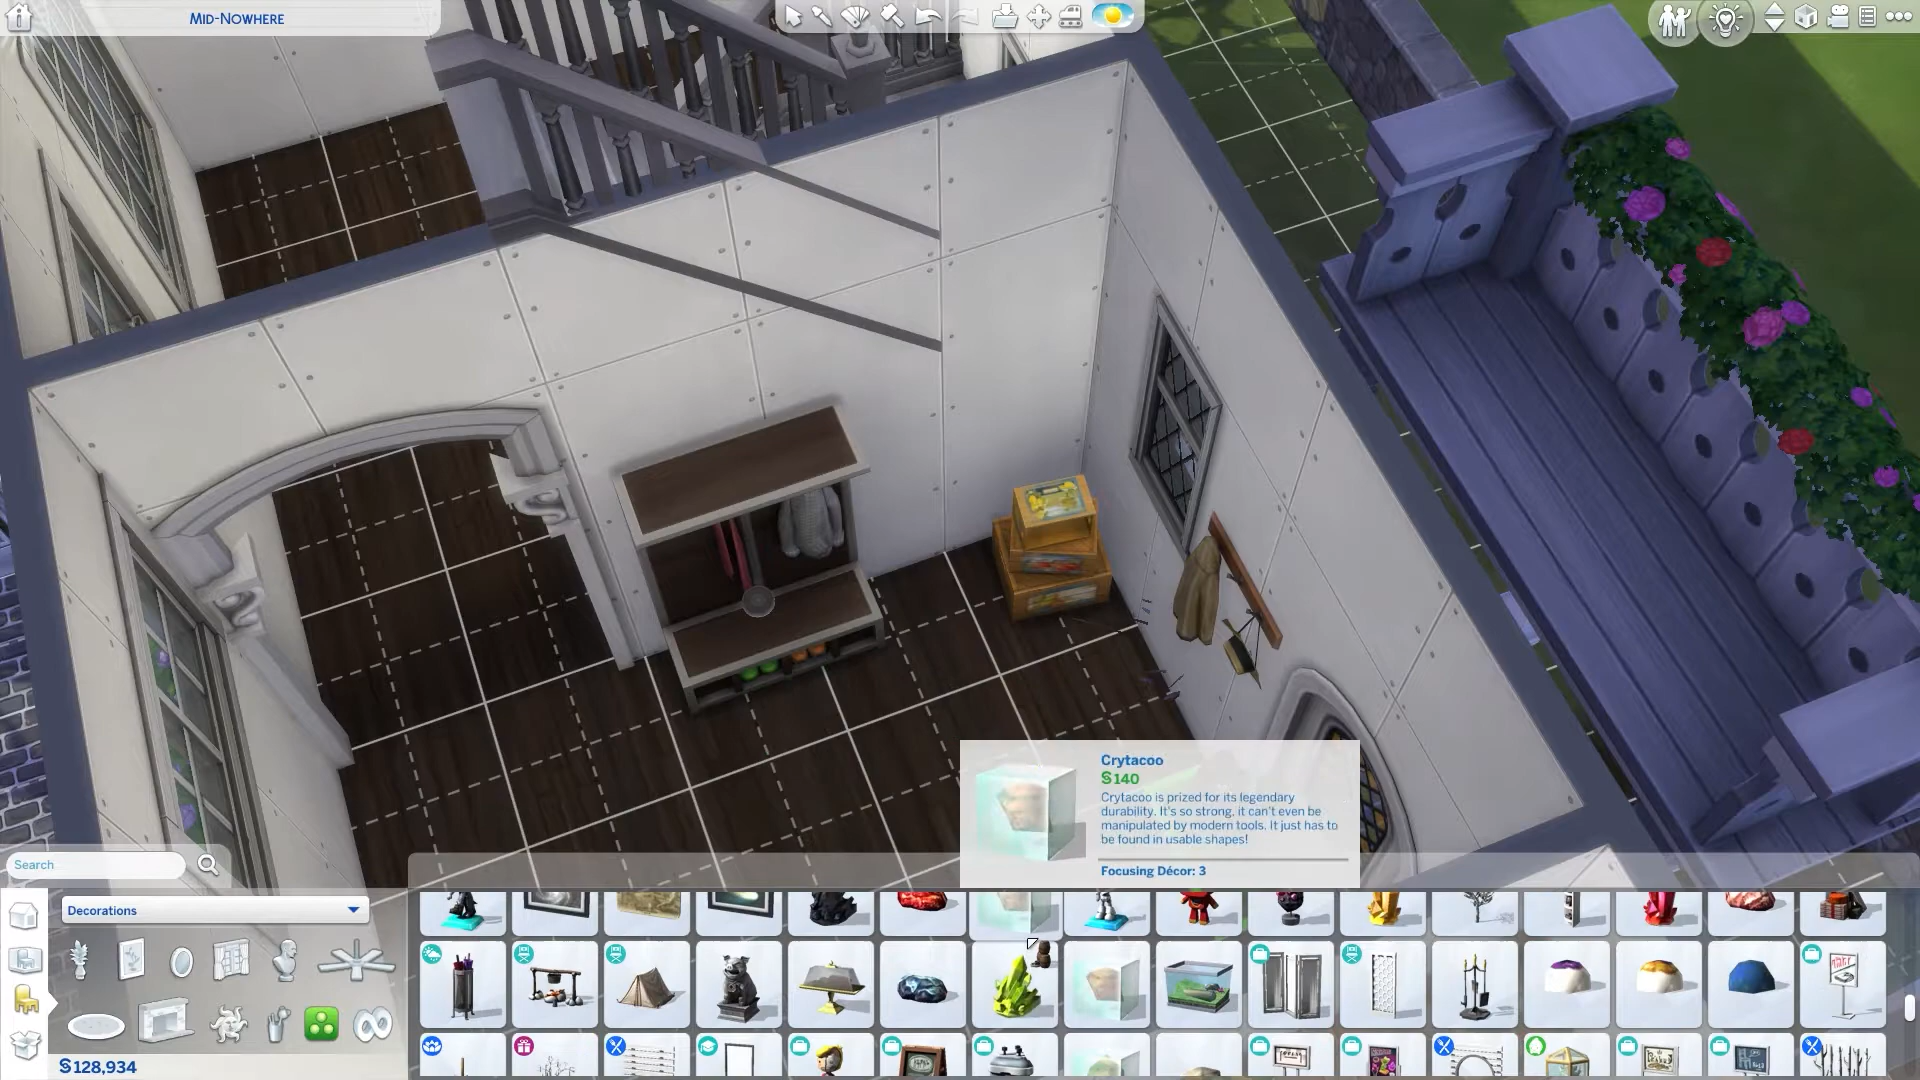 Mid-Nowhere
Crytacoo
§140
Crytacoo is prized for its legendary
durability. It's so strong, it can't even be
manipulated by modern tools. It just has to
be found in usable shapes!
Focusing Décor: 3
Search
Decorations
§128,934